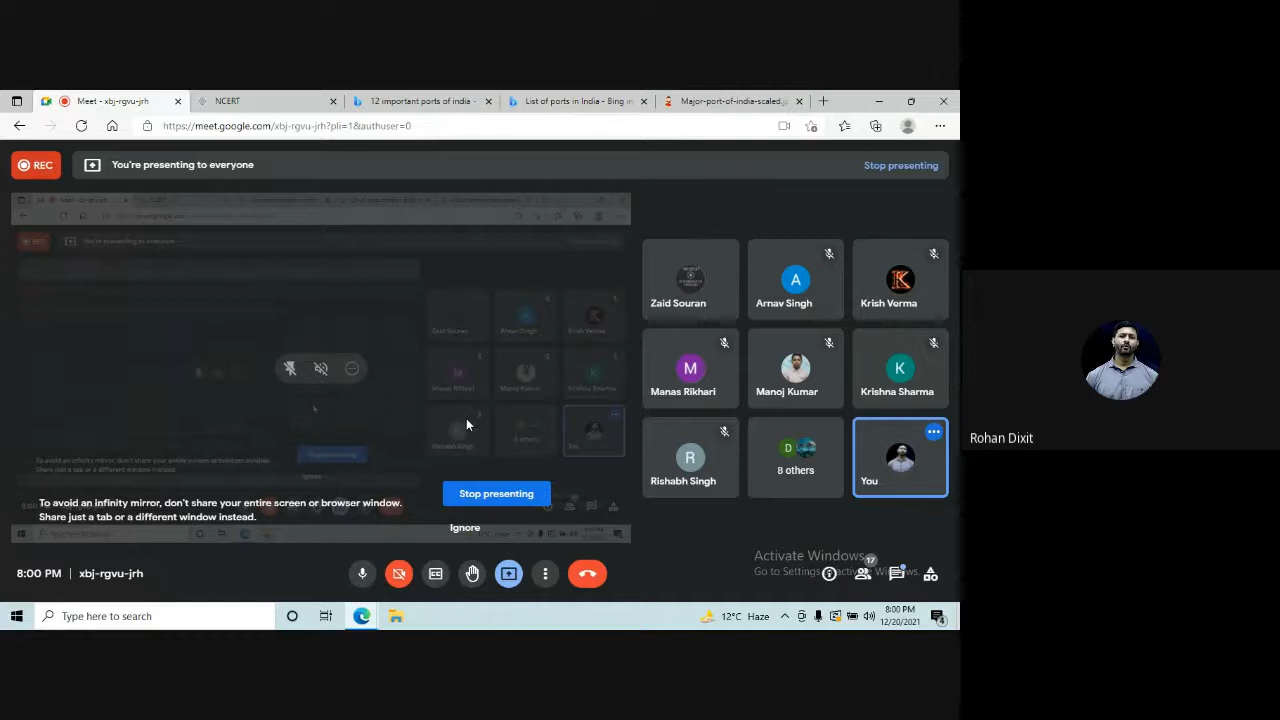 Meet - xbj-rgvu-jrh
NCERT
12 important ports of india -
List of ports in India - Bing im
Major-port-of-india-scaled.j
https://meet.google.com/xbj-rgvu-jrh?pli=1&authuser=0
REC
You're presenting to everyone
Stop presenting
Zaid Souran
A
Arnav Singh
K
Krish Verma
M
Manas Rikhari
Manoj Kumar
K
Krishna Sharma
R
Rishabh Singh
D
8 others
You
Rohan Dixit
To avoid an infinity mirror, don't share your entire screen or browser window.
Share just a tab or a different window instead.
Stop presenting
Ignore
8:00 PM | xbj-rgvu-jrh
17
Activate Windows
Go to Settings
Type here to search
12°C Haze
8:00 PM
12/20/2021
4